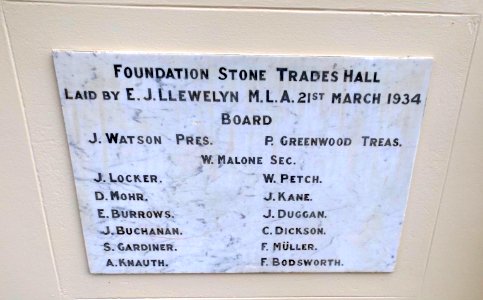 FOUNDATION STONE TRADES HALL
LAID BY E.J. LLEWELYN M.L.A. 21ST MARCH 1934
BOARD
J. WATSON PRES. P. GREENWOOD TREAS.
W. MALONE SEC.
J. LOCKER. W. PETCH.
D. MOHR. J. KANE.
E. BURROWS. J. DUGGAN.
J. BUCHANAN. C. DICKSON.
S. GARDINER. F. MÜLLER.
A. KNAUTH. F. BODSWORTH.